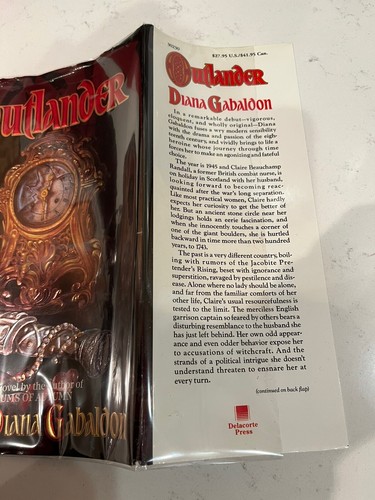 Outlander
Novel by the author of
DRUMS OF AUTUMN
Diana Gabaldon
$27.95 U.S./$41.95 Can.
Outlander
Diana Gabaldon
In a remarkable debut—vigorous,
eloquent, and wholly original—Diana
Gabaldon fuses a wry modern sensibility
with the drama and passion of the eigh-
teenth century, and vividly brings to life a
heroine whose journey through time
forces her to make an agonizing and fateful
choice.
The year is 1945 and Claire Beauchamp
Randall, a former British combat nurse, is
on holiday in Scotland with her husband,
looking forward to becoming reac-
quainted after the war's long separation.
Like most practical women, Claire hardly
expects her curiosity to get the better of
her. But an ancient stone circle near her
lodgings holds an eerie fascination, and
when she innocently touches a corner of
one of the giant boulders, she is hurtled
backward in time more than two hundred
years, to 1743.
The past is a very different country, boil-
ing with rumors of the Jacobite Pre-
tender's Rising, beset with ignorance and
superstition, ravaged by pestilence and dis-
ease. Alone where no lady should be alone,
and far from the familiar comforts of her
other life, Claire's usual resourcefulness is
tested to the limit. The merciless English
garrison captain so feared by others bears a
disturbing resemblance to the husband she
has just left behind. Her own odd appear-
ance and even odder behavior expose her
to accusations of witchcraft. And the
strands of a political intrigue she doesn't
understand threaten to ensnare her at
every turn.
(continued on back flap)
Delacorte
Press